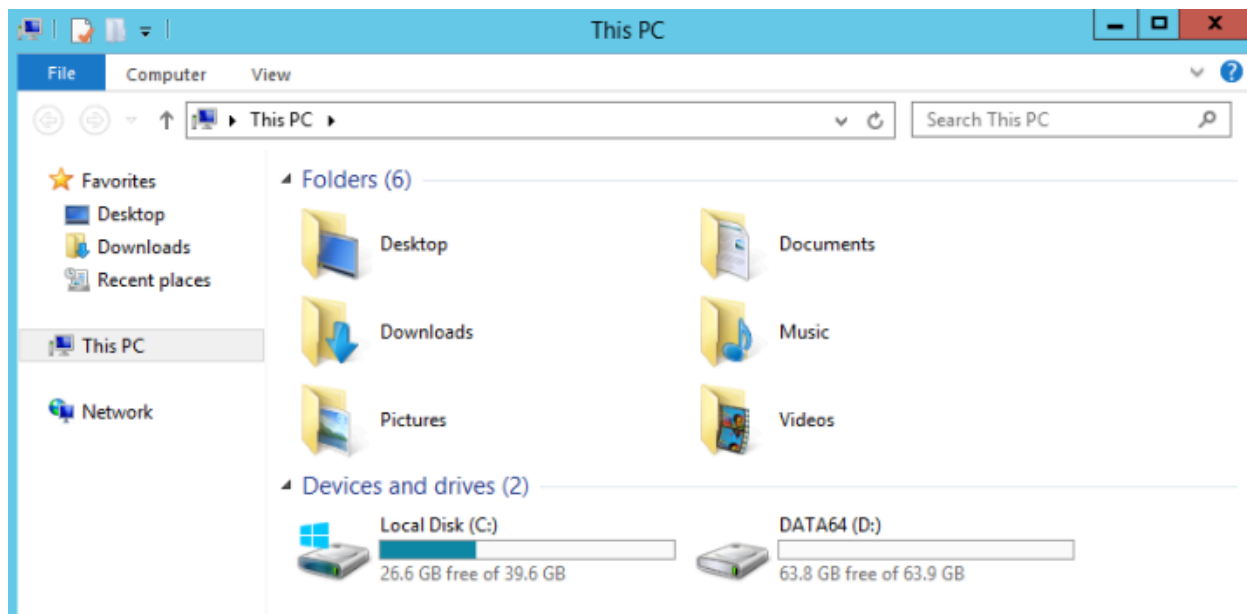 This PC
File Computer View
This PC
Search This PC
Favorites
Desktop
Downloads
Recent places
This PC
Network
Folders (6)
Desktop
Documents
Downloads
Music
Pictures
Videos
Devices and drives (2)
Local Disk (C:)
26.6 GB free of 39.6 GB
DATA64 (D:)
63.8 GB free of 63.9 GB